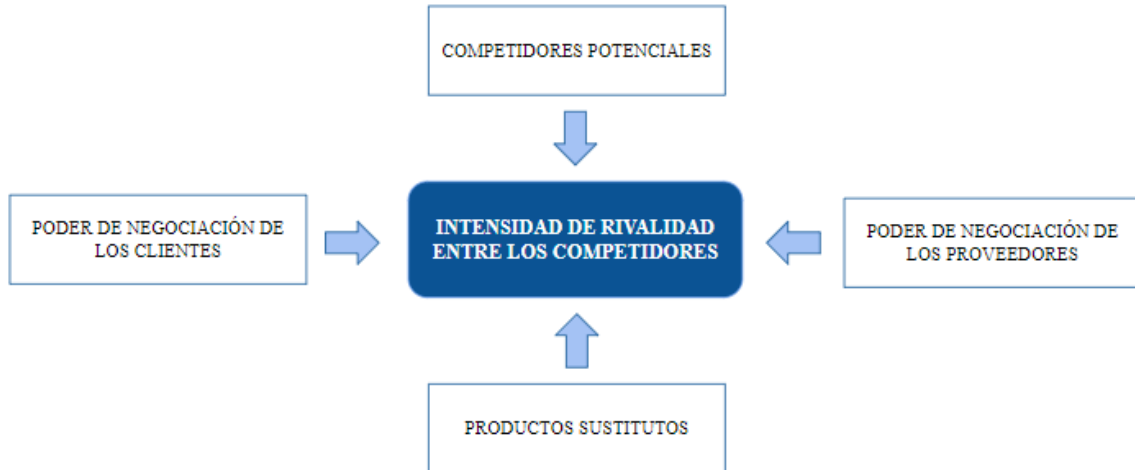 COMPETIDORES POTENCIALES
PODER DE NEGOCIACIÓN DE
LOS CLIENTES
INTENSIDAD DE RIVALIDAD
ENTRE LOS COMPETIDORES
PODER DE NEGOCIACIÓN DE
LOS PROVEEDORES
PRODUCTOS SUSTITUTOS